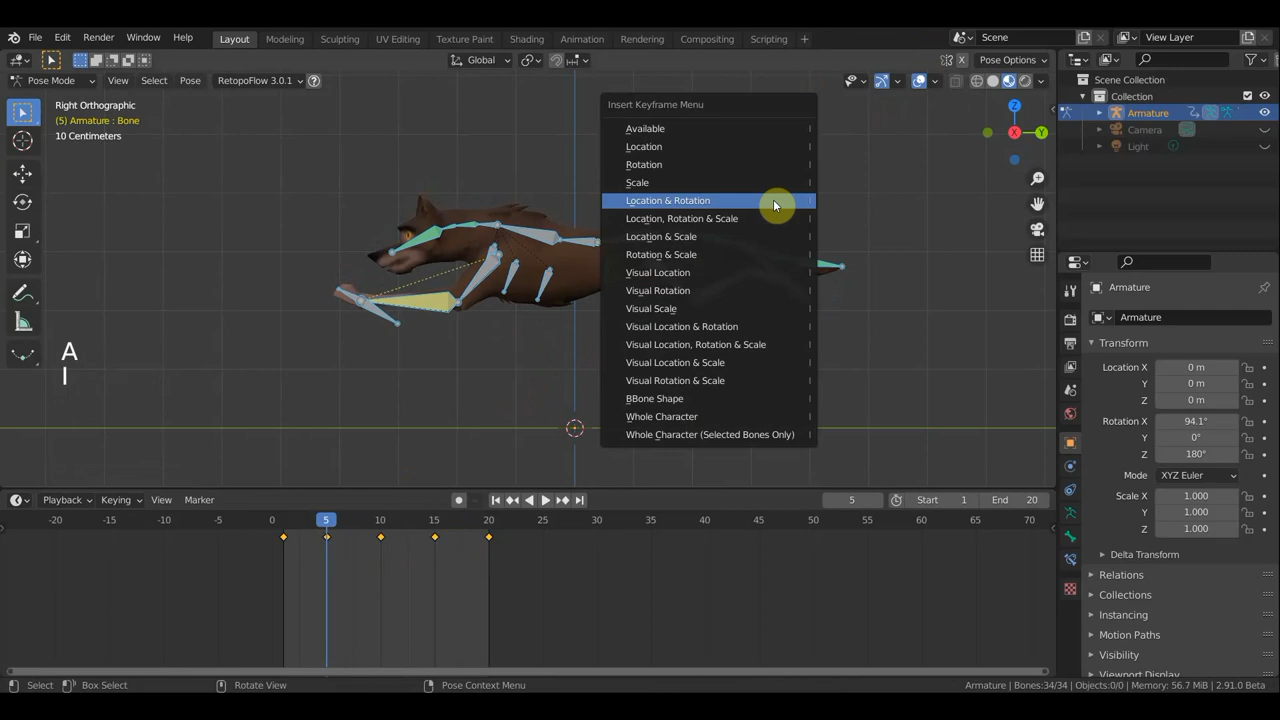 File Edit Render Window Help Layout Modeling Sculpting UV Editing Texture Paint Shading Animation Rendering Compositing Scripting + Scene View Layer
Global X Pose Options
Pose Mode View Select Pose RetopoFlow 3.0.1 ?
Scene Collection
Collection
Armature
Camera
Light
Right Orthographic
(5) Armature : Bone
10 Centimeters
Z
X
Y
Insert Keyframe Menu
Available I
Location I
Rotation I
Scale I
Location & Rotation I
Location, Rotation & Scale I
Location & Scale I
Rotation & Scale I
Visual Location I
Visual Rotation I
Visual Scale I
Visual Location & Rotation I
Visual Location, Rotation & Scale I
Visual Location & Scale I
Visual Rotation & Scale I
BBone Shape I
Whole Character I
Whole Character (Selected Bones Only) I
A
I
Armature
Armature
Transform
Location X 0 m
Y 0 m
Z 0 m
Rotation X 94.1°
Y 0°
Z 180°
Mode XYZ Euler
Scale X 1.000
Y 1.000
Z 1.000
Delta Transform
Relations
Collections
Instancing
Motion Paths
Visibility
Viewport Display
Playback Keying View Marker 5 Start 1 End 20
-20 -15 -10 0 5 10 15 20 25 30 35 40 45 50 55 60 65 70
Select Box Select Rotate View Pose Context Menu Armature | Bones:34/34 | Objects:0/0 | Memory: 56.7 MiB | 2.91.0 Beta